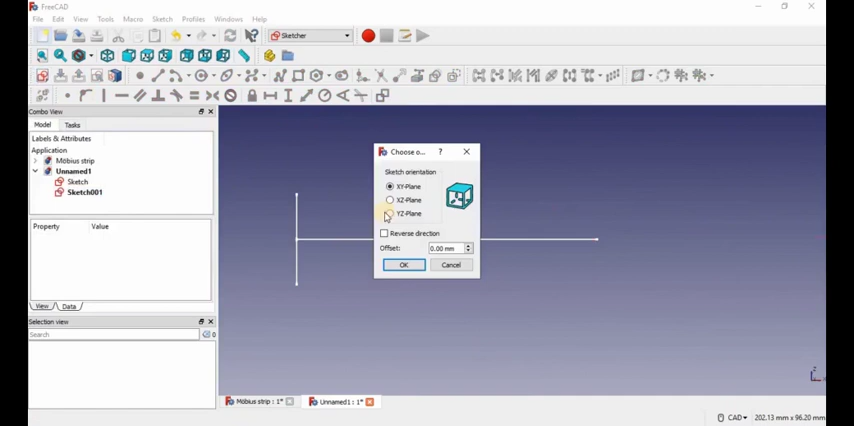 FreeCAD
File Edit View Tools Macro Sketch Profiles Windows Help
Sketcher
Combo View
Model Tasks
Labels & Attributes
Application
Möbius strip
Unnamed1
Sketch
Sketch001
Property Value
View Data
Selection view
Search 0
Choose o... ?
Sketch orientation
XY-Plane
XZ-Plane
YZ-Plane
Reverse direction
Offset: 0.00 mm
OK Cancel
Möbius strip : 1* Unnamed1 : 1*
CAD 202.13 mm x 96.20 mm